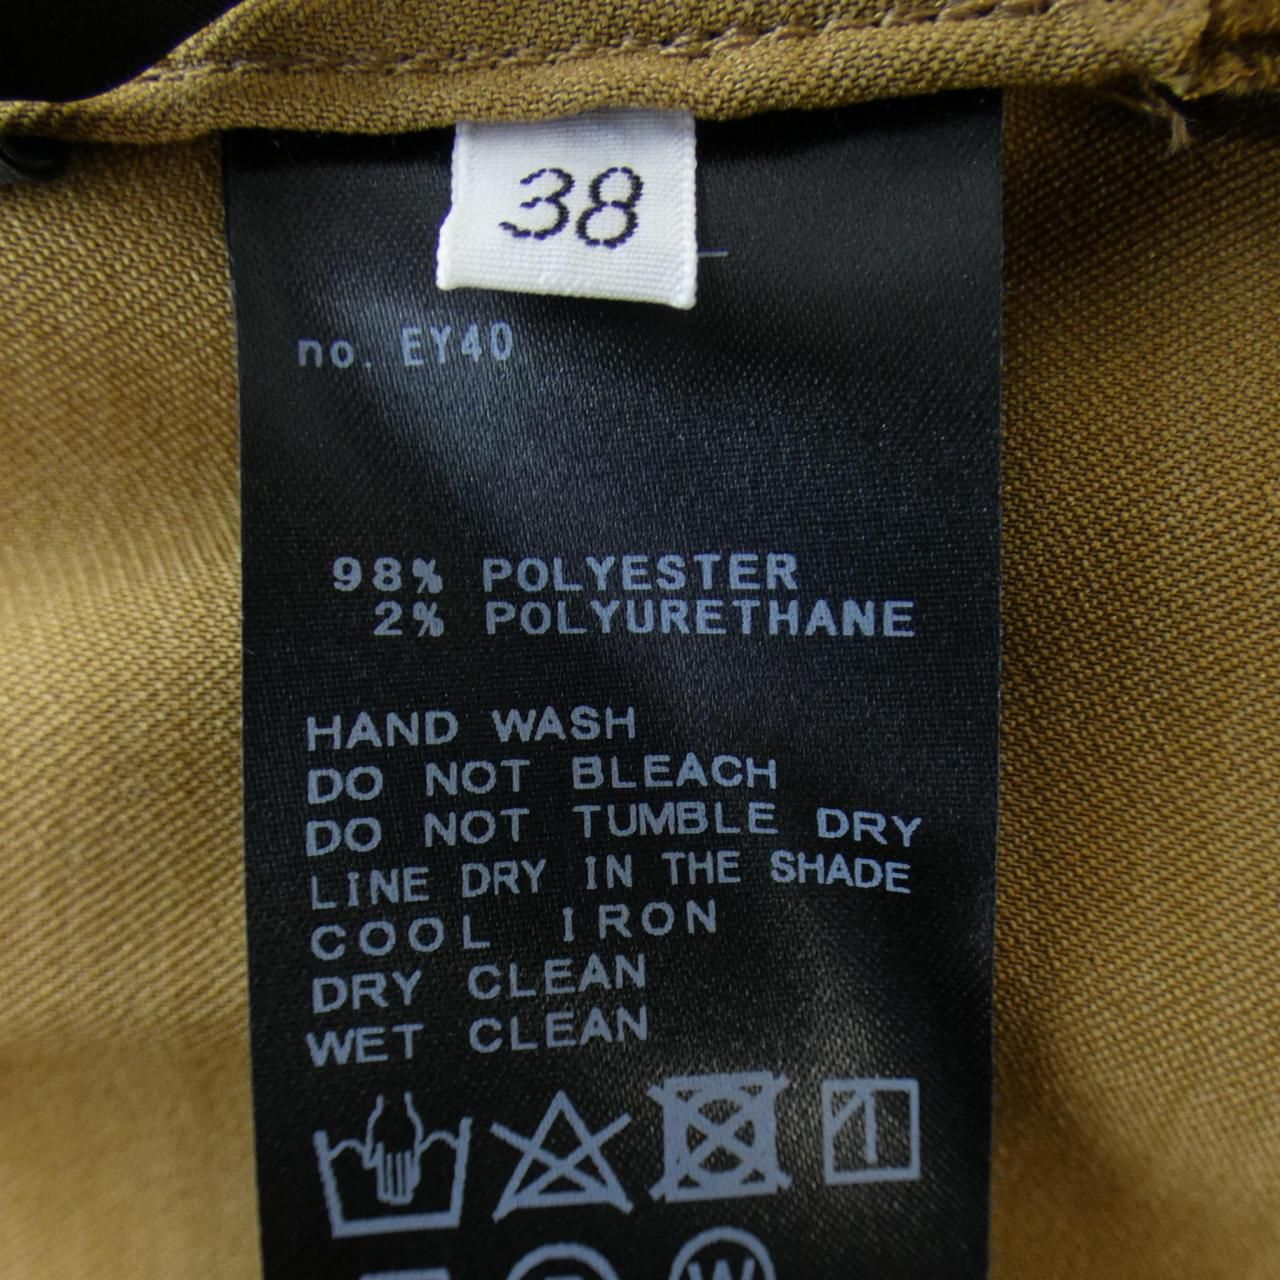 38
no. EY40
98% POLYESTER
2% POLYURETHANE
HAND WASH
DO NOT BLEACH
DO NOT TUMBLE DRY
LINE DRY IN THE SHADE
COOL IRON
DRY CLEAN
WET CLEAN
W